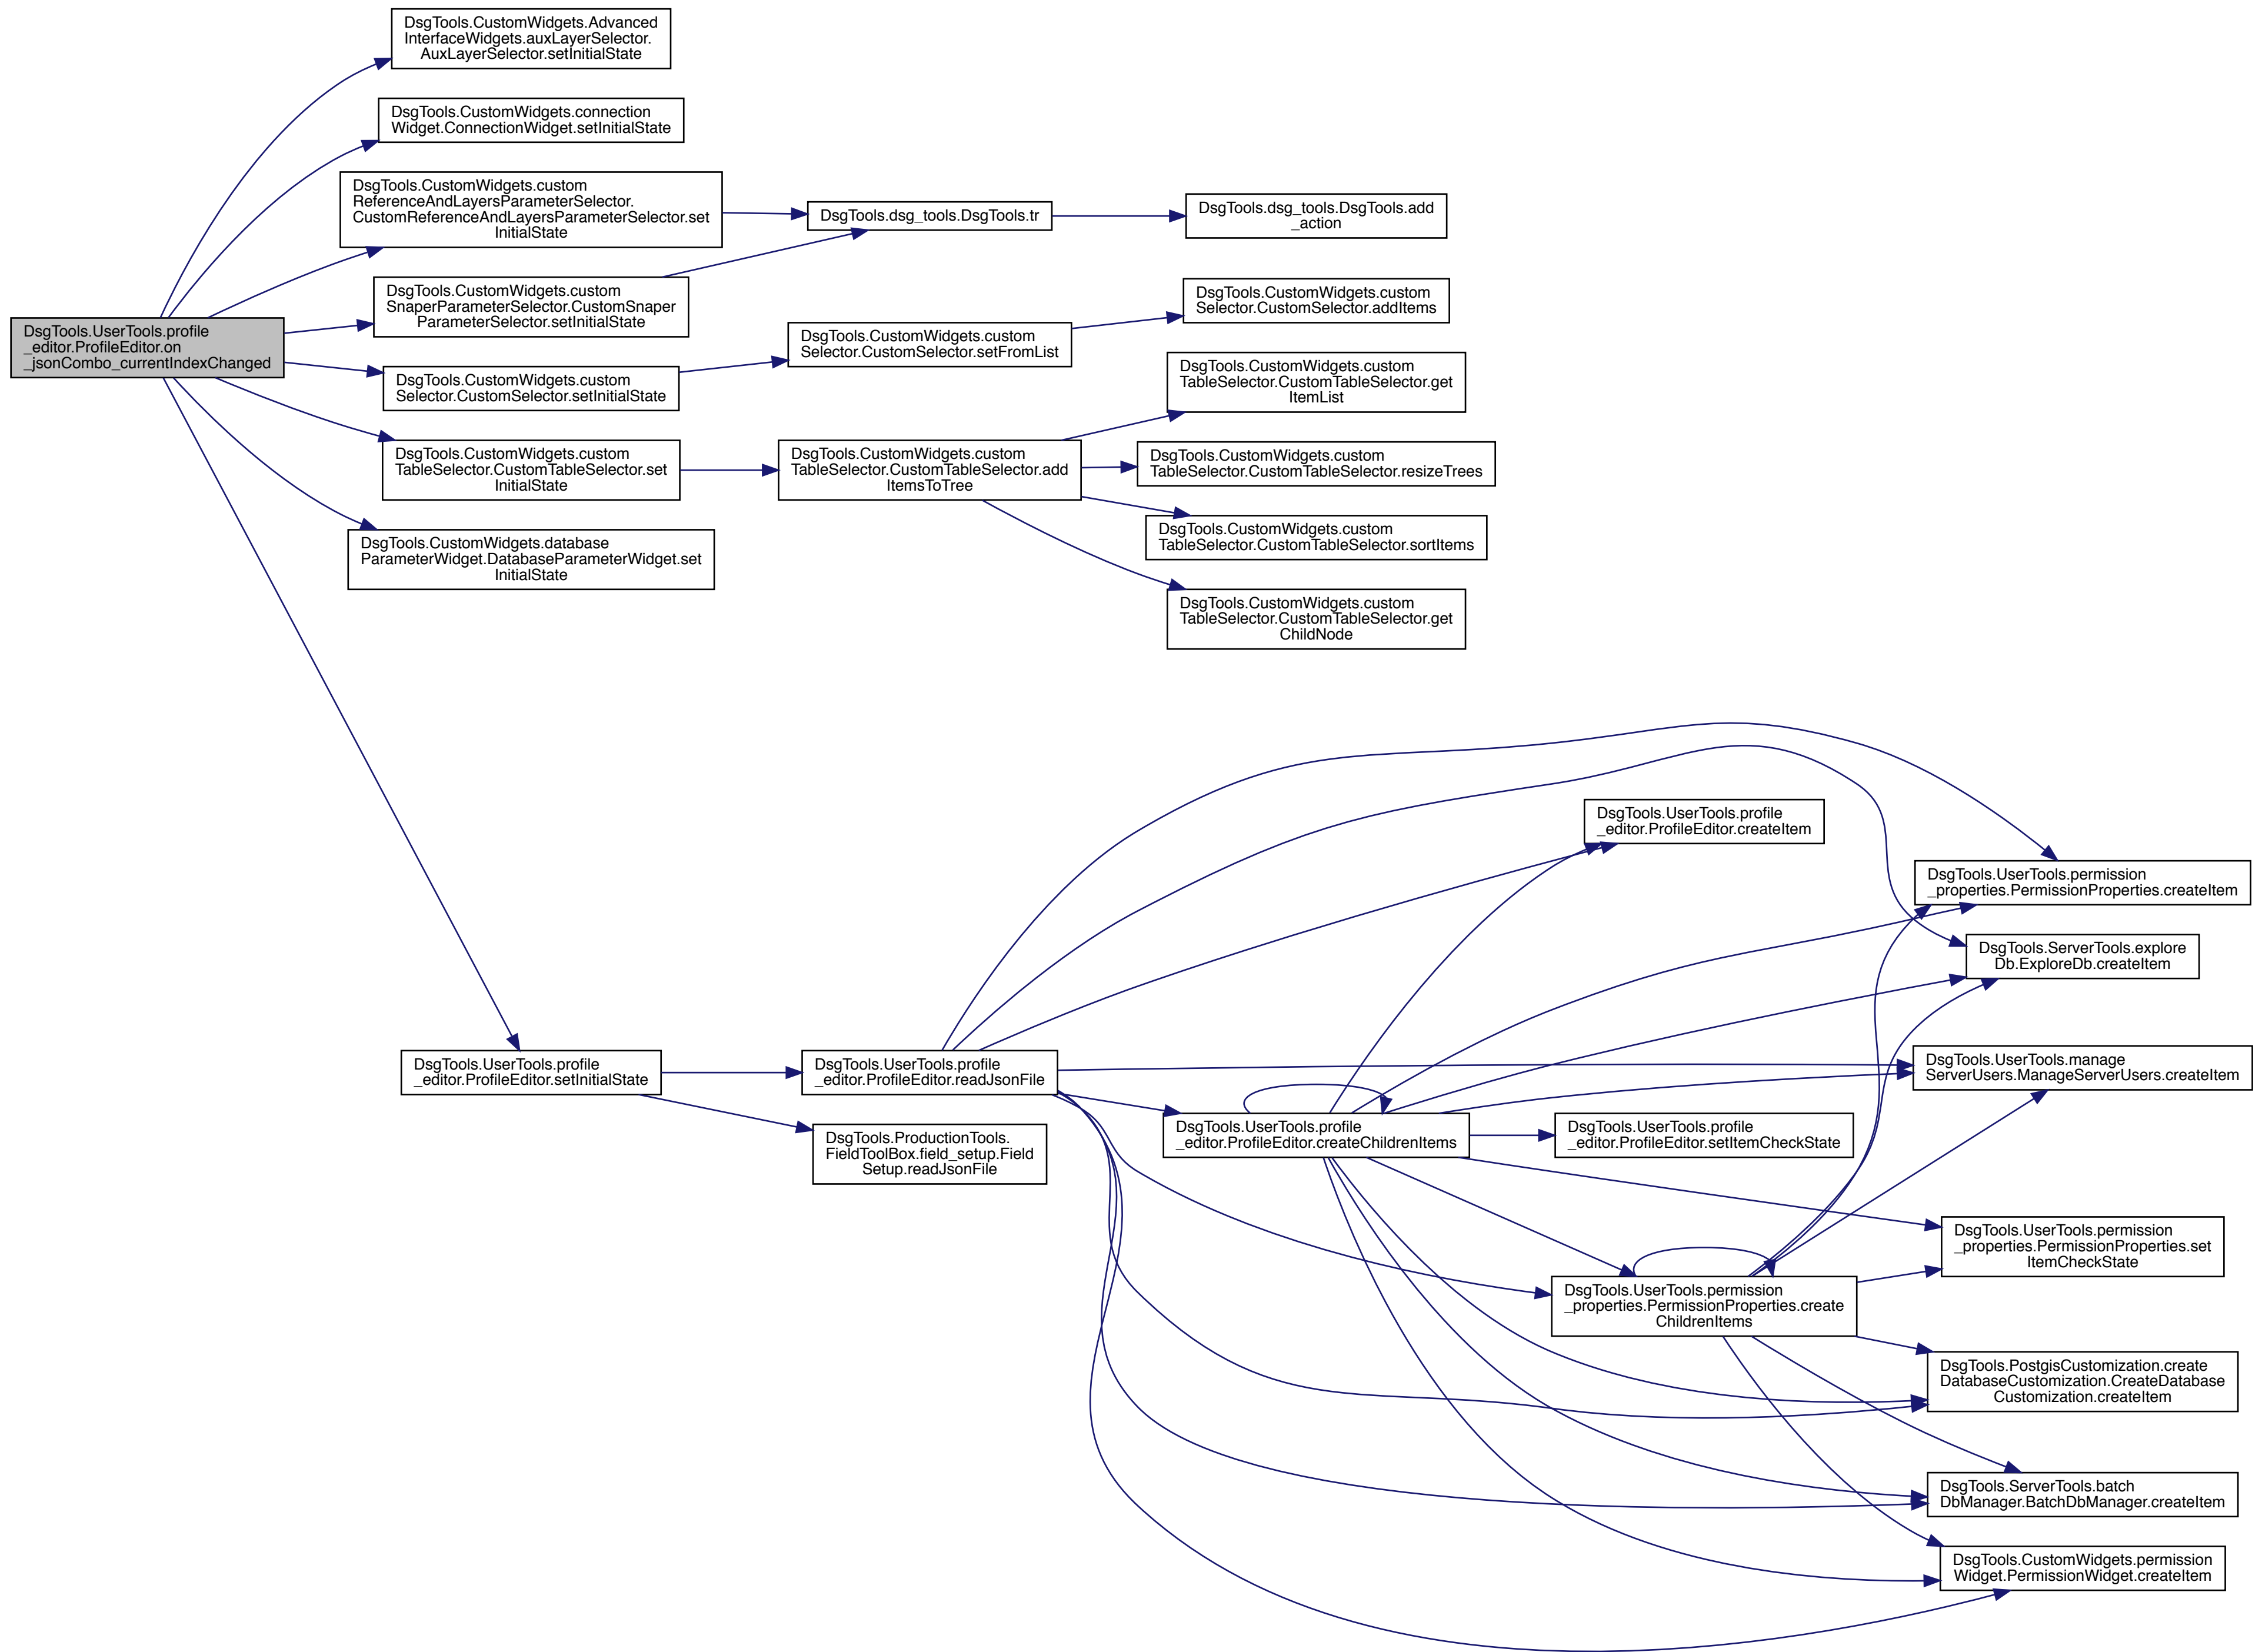 DsgTools.UserTools.profile
_editor.ProfileEditor.on
_jsonCombo_currentIndexChanged
DsgTools.CustomWidgets.Advanced
InterfaceWidgets.auxLayerSelector.
AuxLayerSelector.setInitialState
DsgTools.CustomWidgets.connection
Widget.ConnectionWidget.setInitialState
DsgTools.CustomWidgets.custom
ReferenceAndLayersParameterSelector.
CustomReferenceAndLayersParameterSelector.set
InitialState
DsgTools.dsg_tools.DsgTools.tr
DsgTools.dsg_tools.DsgTools.add
_action
DsgTools.CustomWidgets.custom
SnaperParameterSelector.CustomSnaper
ParameterSelector.setInitialState
DsgTools.CustomWidgets.custom
Selector.CustomSelector.setInitialState
DsgTools.CustomWidgets.custom
Selector.CustomSelector.setFromList
DsgTools.CustomWidgets.custom
Selector.CustomSelector.addItems
DsgTools.CustomWidgets.custom
TableSelector.CustomTableSelector.set
InitialState
DsgTools.CustomWidgets.custom
TableSelector.CustomTableSelector.add
ItemsToTree
DsgTools.CustomWidgets.custom
TableSelector.CustomTableSelector.get
ItemList
DsgTools.CustomWidgets.custom
TableSelector.CustomTableSelector.resizeTrees
DsgTools.CustomWidgets.custom
TableSelector.CustomTableSelector.sortItems
DsgTools.CustomWidgets.custom
TableSelector.CustomTableSelector.get
ChildNode
DsgTools.CustomWidgets.database
ParameterWidget.DatabaseParameterWidget.set
InitialState
DsgTools.UserTools.profile
_editor.ProfileEditor.setInitialState
DsgTools.UserTools.profile
_editor.ProfileEditor.readJsonFile
DsgTools.ProductionTools.
FieldToolBox.field_setup.Field
Setup.readJsonFile
DsgTools.UserTools.profile
_editor.ProfileEditor.createChildrenItems
DsgTools.UserTools.profile
_editor.ProfileEditor.createItem
DsgTools.UserTools.permission
_properties.PermissionProperties.createItem
DsgTools.ServerTools.explore
Db.ExploreDb.createItem
DsgTools.UserTools.manage
ServerUsers.ManageServerUsers.createItem
DsgTools.UserTools.profile
_editor.ProfileEditor.setItemCheckState
DsgTools.UserTools.permission
_properties.PermissionProperties.set
ItemCheckState
DsgTools.UserTools.permission
_properties.PermissionProperties.create
ChildrenItems
DsgTools.PostgisCustomization.create
DatabaseCustomization.CreateDatabase
Customization.createItem
DsgTools.ServerTools.batch
DbManager.BatchDbManager.createItem
DsgTools.CustomWidgets.permission
Widget.PermissionWidget.createItem